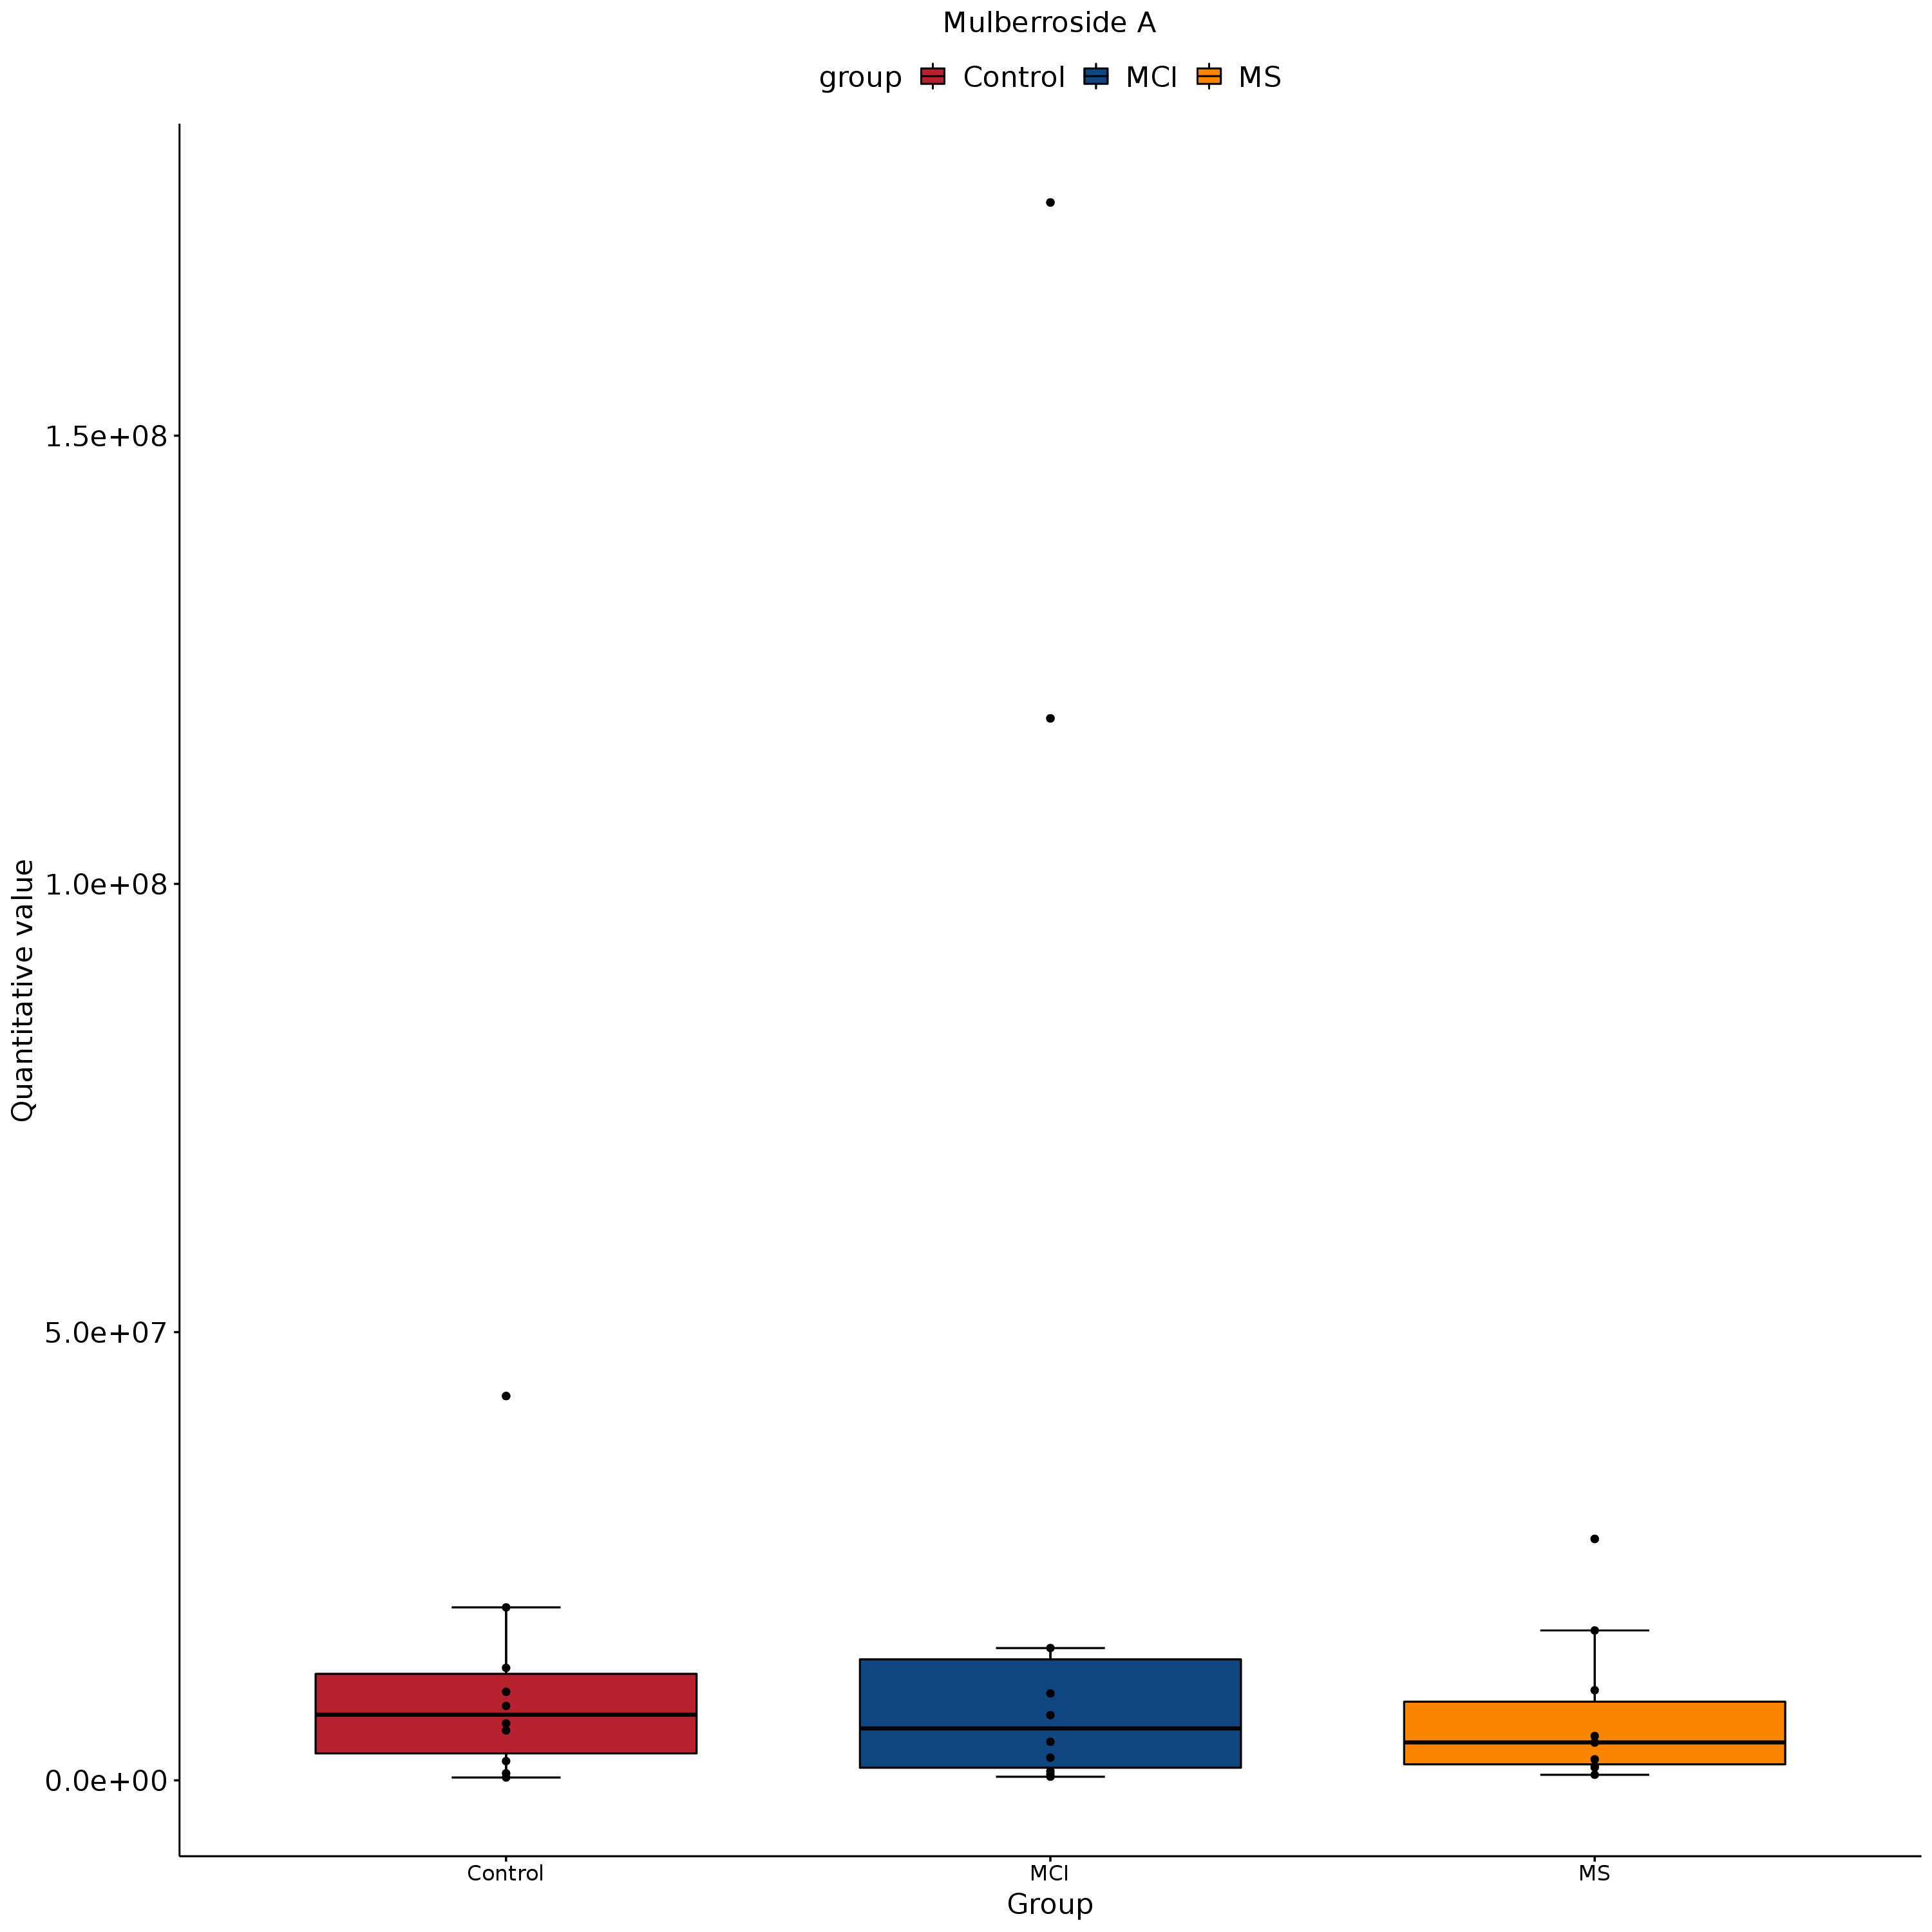 Mulberroside A
group Control MCI MS
Quantitative value
1.5e+08
1.0e+08
5.0e+07
0.0e+00
Control MCI MS
Group